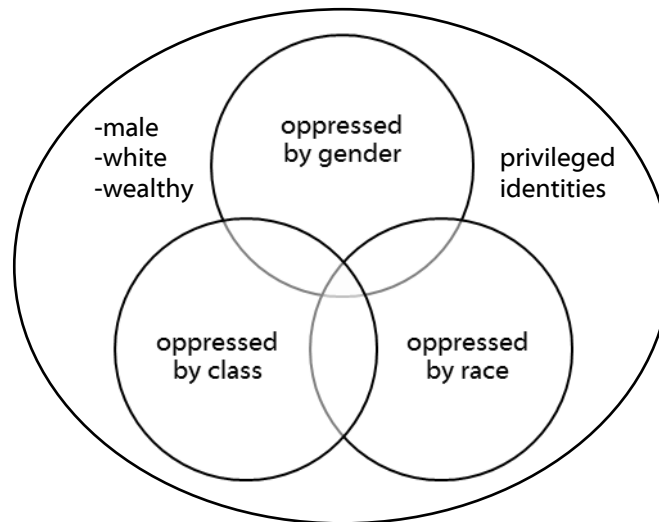 oppressed
by gender
-male
-white
-wealthy
privileged
identities
oppressed
by class
oppressed
by race